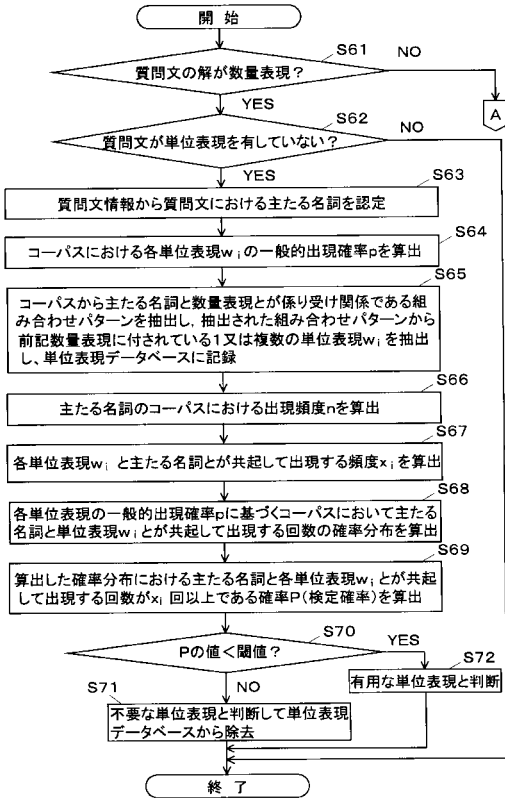 開 始
S61
NO
質問文の解が数量表現?
A
YES
S62
NO
質問文が単位表現を有していない?
YES
S63
質問文情報から質問文における主たる名詞を認定
S64
コーパスにおける各単位表現wiの一般的出現確率pを算出
S65
コーパスから主たる名詞と数量表現とが係り受け関係である組
み合わせパターンを抽出し,抽出された組み合わせパターンから
前記数量表現に付されている1又は複数の単位表現wiを抽出
し、単位表現データベースに記録
S66
主たる名詞のコーパスにおける出現頻度nを算出
S67
各単位表現wiと主たる名詞とが共起して出現する頻度xiを算出
S68
各単位表現の一般的出現確率pに基づくコーパスにおいて主たる
名詞と単位表現wiとが共起して出現する回数の確率分布を算出
S69
算出した確率分布における主たる名詞と各単位表現wiとが共起
して出現する回数がxi回以上である確率P(検定確率)を算出
S70
YES
Pの値<閾値?
S72
有用な単位表現と判断
S71
NO
不要な単位表現と判断して単位表現
データベースから除去
終 了